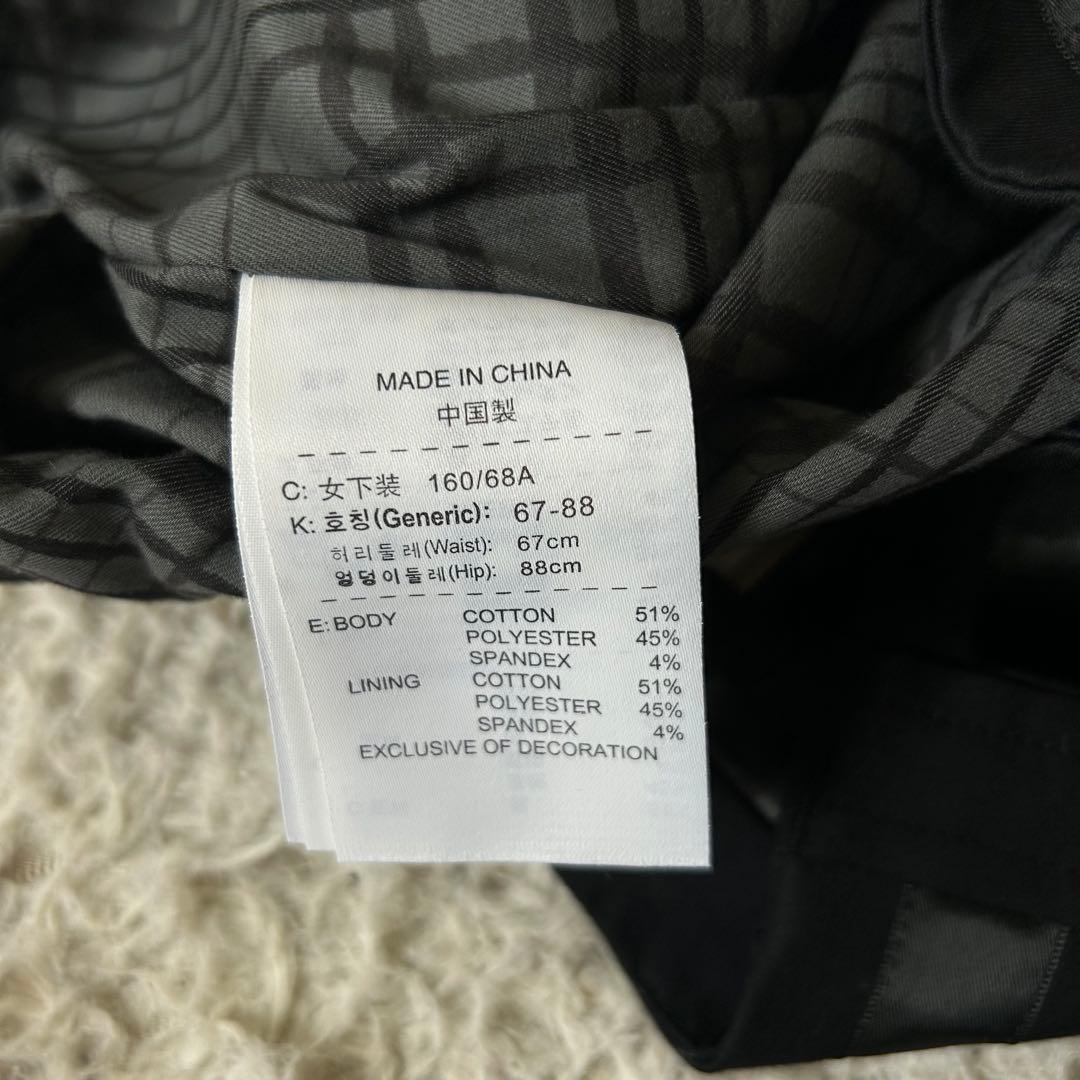 MADE IN CHINA
中国製
C: 女下装 160/68A
K: 호칭(Generic): 67-88
허리둘레(Waist): 67cm
엉덩이둘레(Hip): 88cm
E: BODY COTTON 51%
POLYESTER 45%
SPANDEX 4%
LINING COTTON 51%
POLYESTER 45%
SPANDEX 4%
EXCLUSIVE OF DECORATION